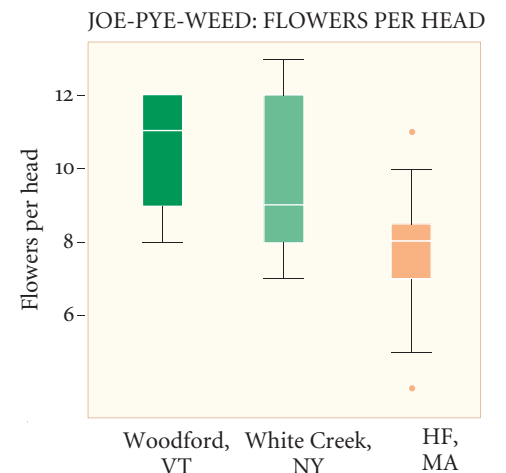 JOE-PYE-WEED: FLOWERS PER HEAD
Flowers per head
12
10
8
6
Woodford,
VT
White Creek,
NY
HF,
MA